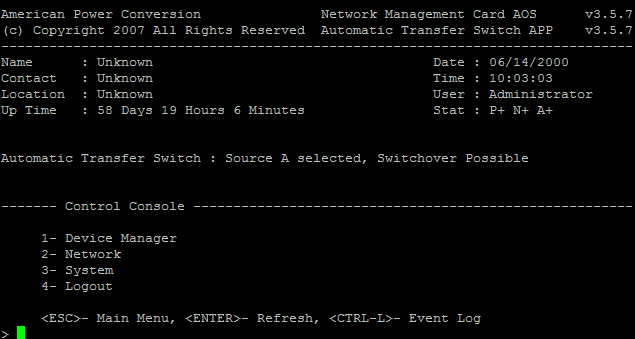 American Power Conversion               Network Management Card AOS      v3.5.7
(c) Copyright 2007 All Rights Reserved  Automatic Transfer Switch APP    v3.5.7
-------------------------------------------------------------------------------
Name      : Unknown                                   Date : 06/14/2000
Contact   : Unknown                                   Time : 10:03:03
Location  : Unknown                                   User : Administrator
Up Time   : 58 Days 19 Hours 6 Minutes                Stat : P+ N+ A+

Automatic Transfer Switch : Source A selected, Switchover Possible

------- Control Console -------------------------------------------------------

     1- Device Manager
     2- Network
     3- System
     4- Logout

     <ESC>- Main Menu, <ENTER>- Refresh, <CTRL-L>- Event Log
>